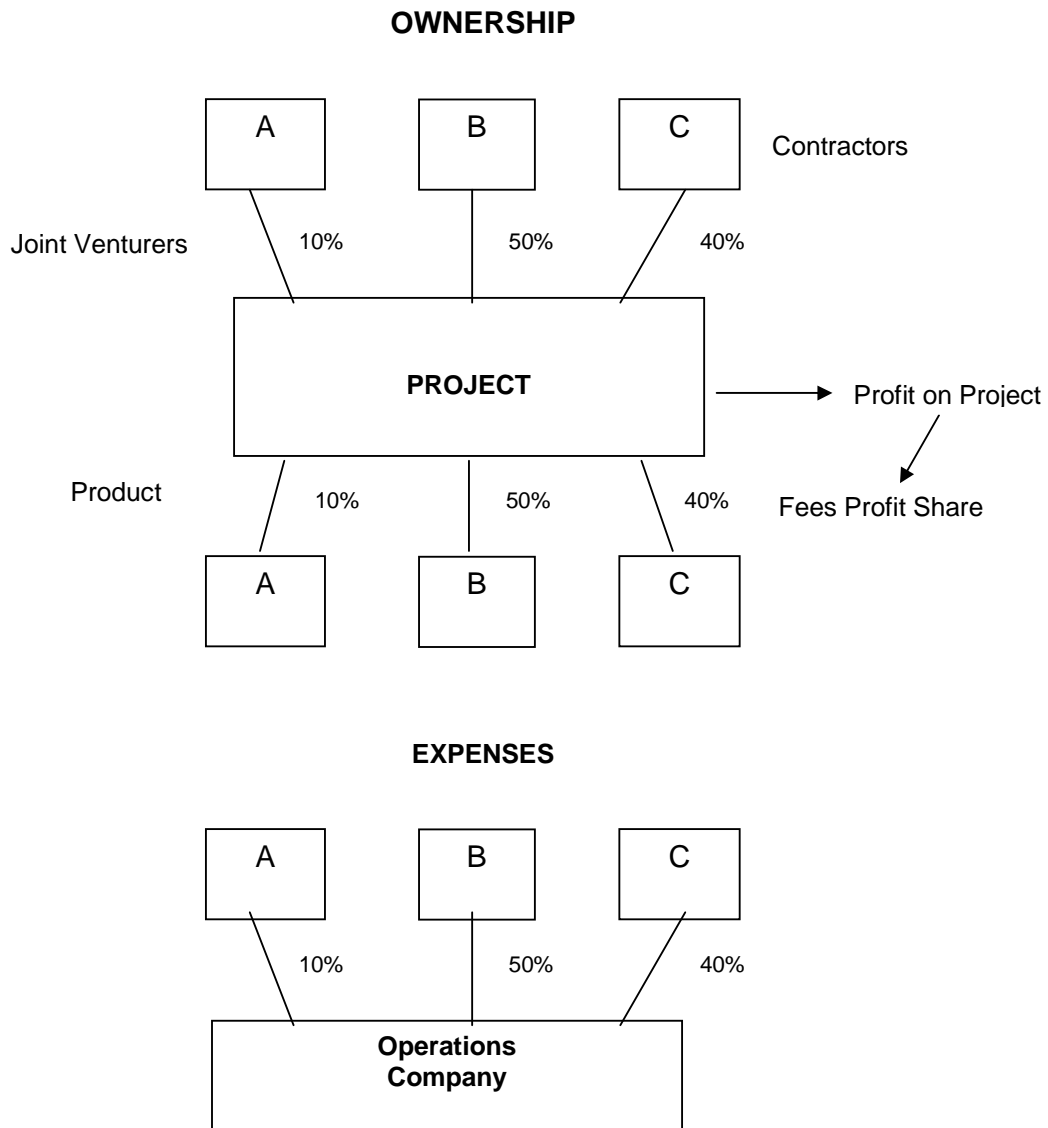 OWNERSHIP
A B C
Contractors
Joint Venturers
10% 50% 40%
PROJECT
Profit on Project
Product
10% 50% 40%
Fees Profit Share
A B C
EXPENSES
A B C
10% 50% 40%
Operations
Company